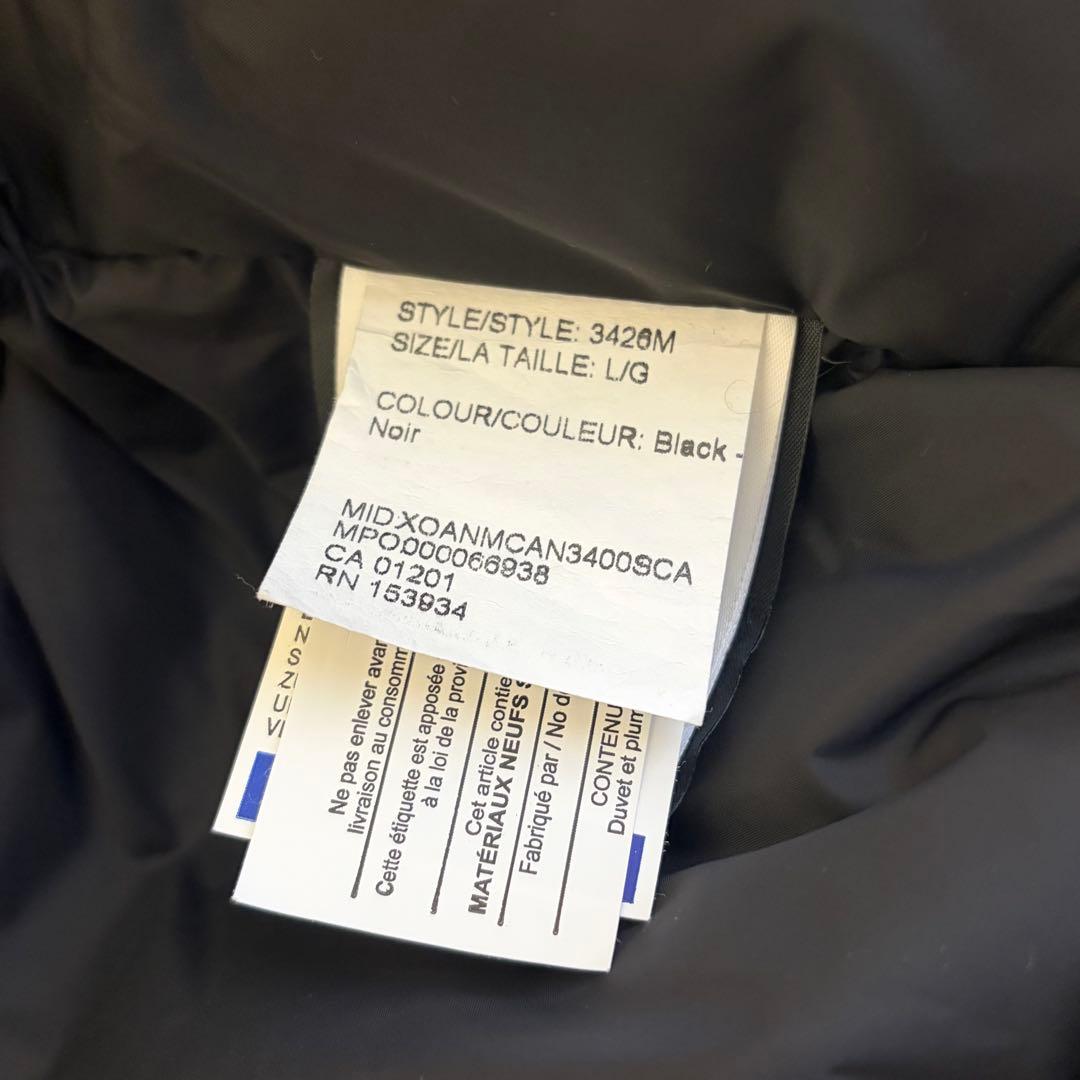 STYLE/STYLE: 3426M
SIZE/LA TAILLE: L/G
COLOUR/COULEUR: Black -
Noir
MID:XOANMCAN3400SCA
MPO:000066938
CA 01201
RN 153934
Ne pas enlever avan
livraison au consomm
Cette étiquette est apposée
à la loi de la provi
Cet article contie
MATÉRIAUX NEUFS S
Fabriqué par / No d
CONTENU
Duvet et plum